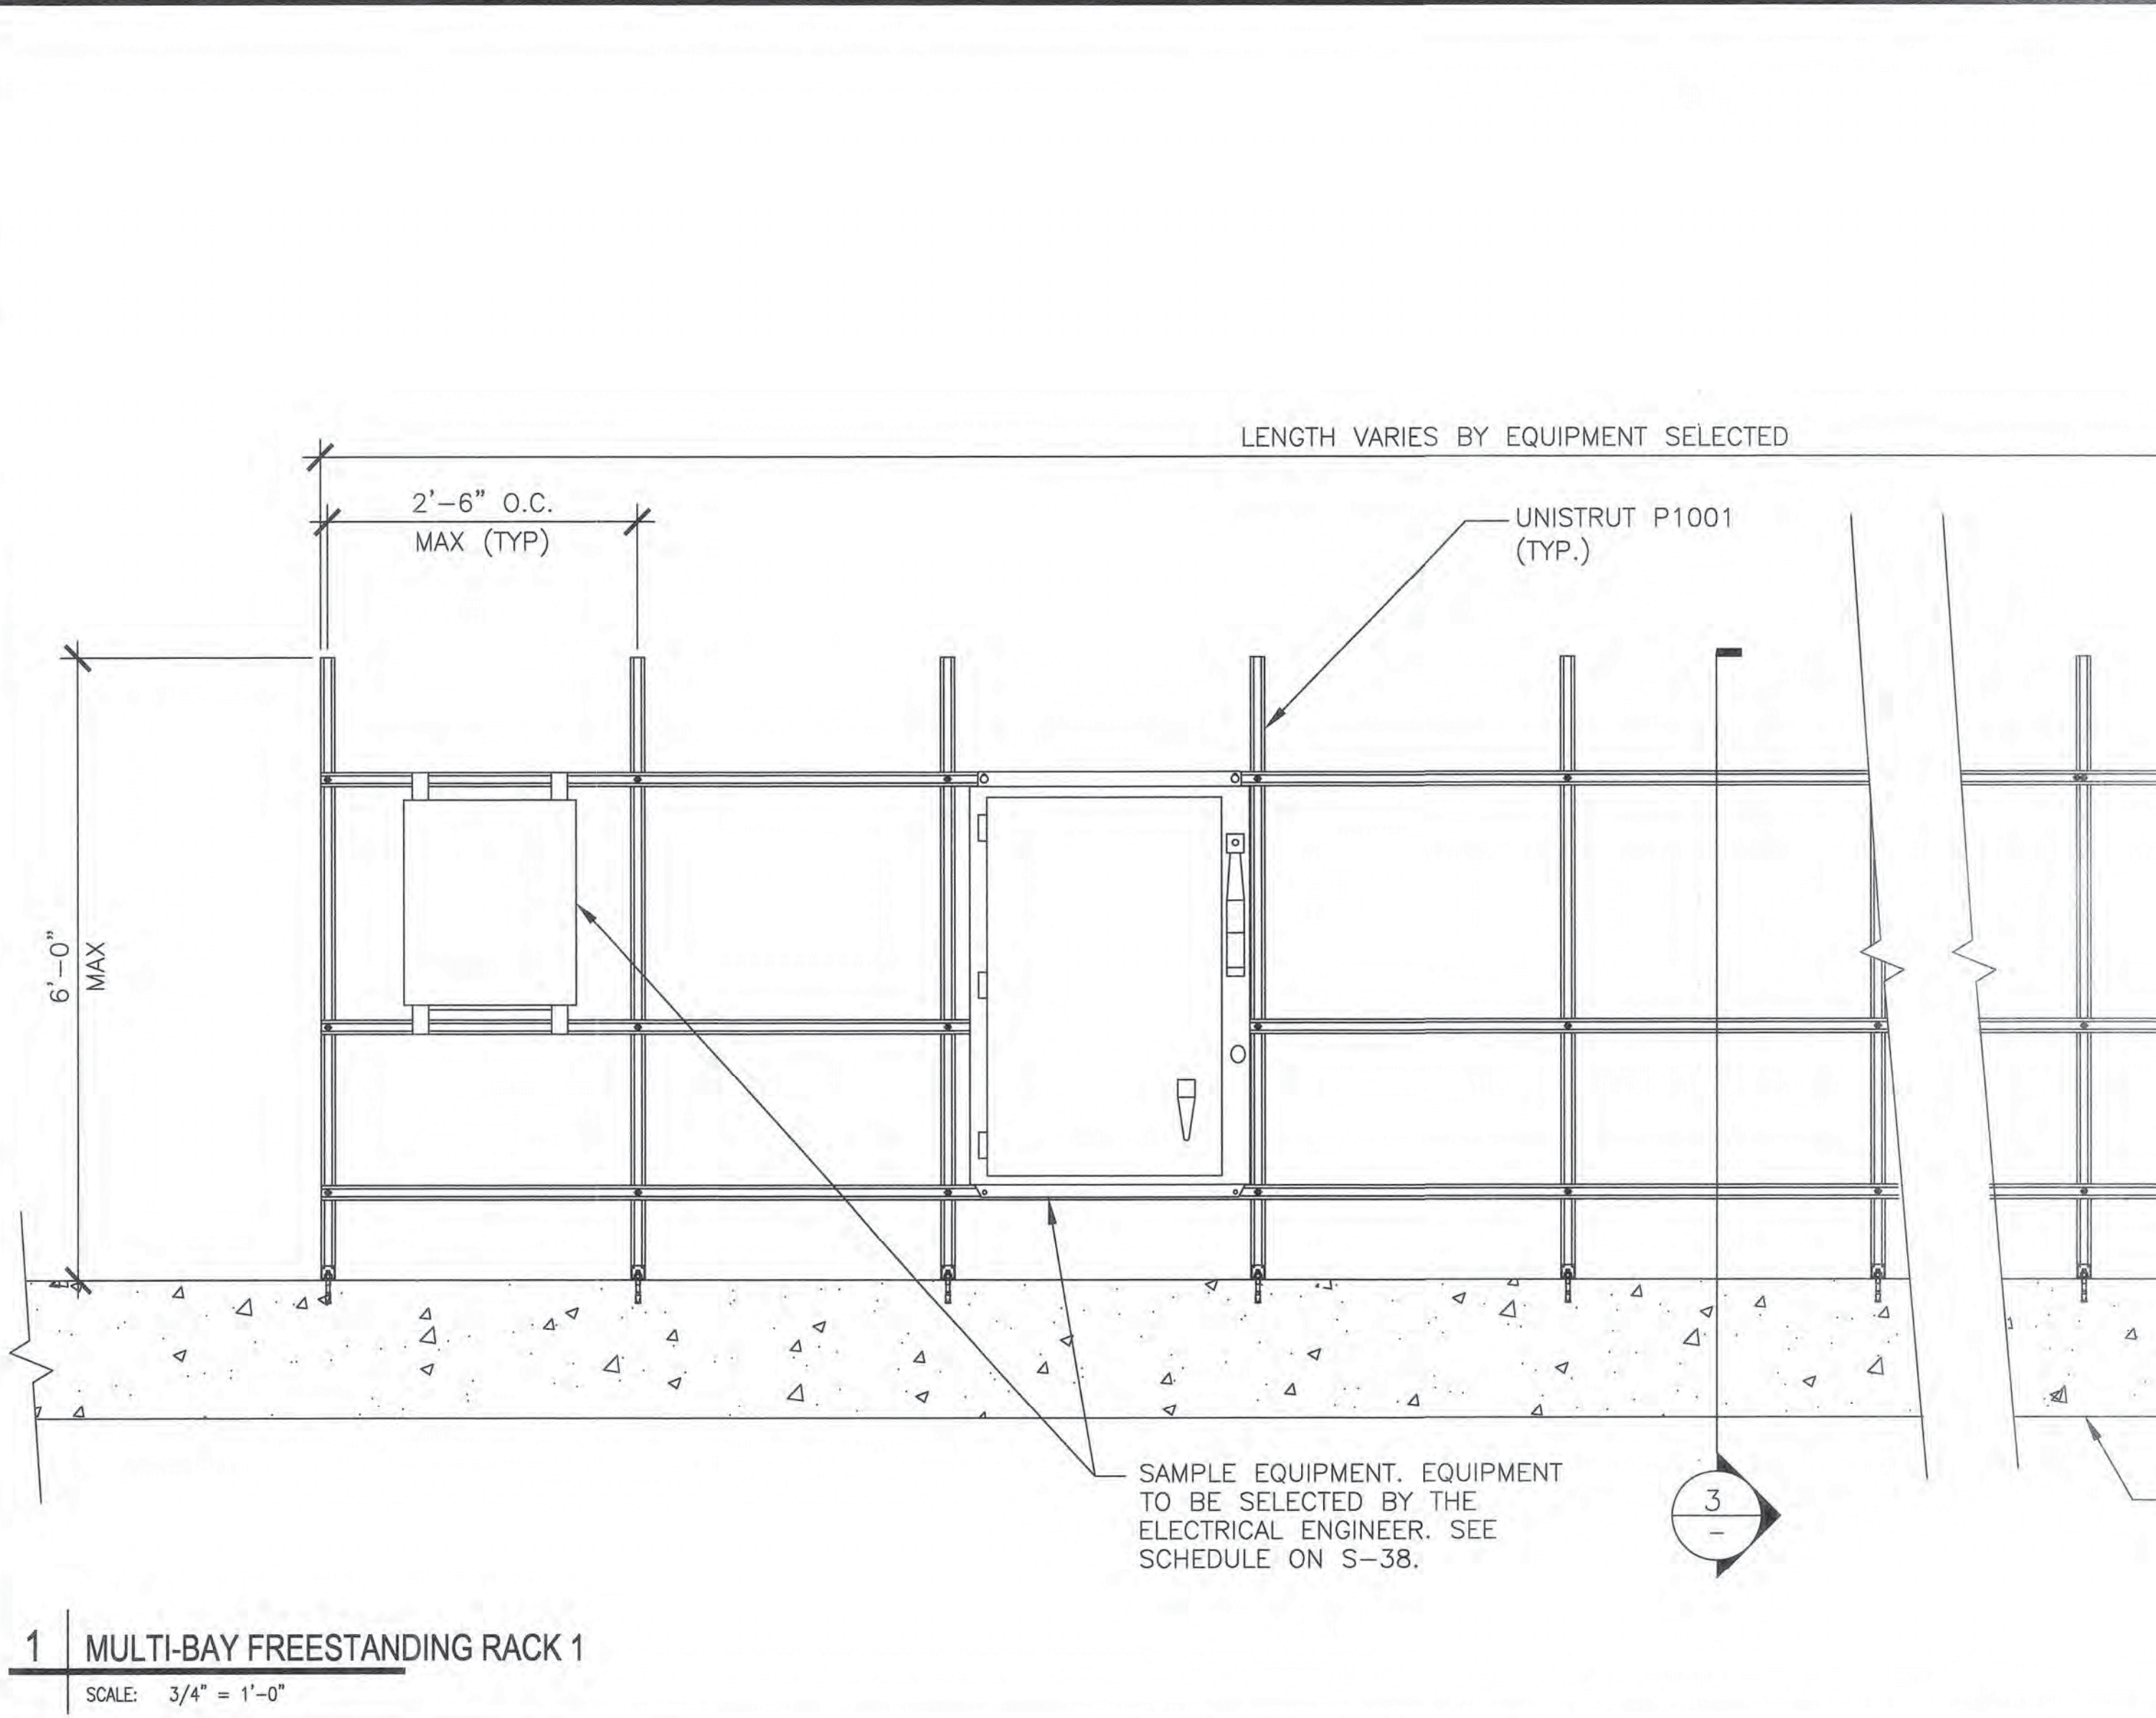 LENGTH VARIES BY EQUIPMENT SELECTED
2'-6" O.C.
MAX (TYP)
UNISTRUT P1001
(TYP.)
6'-0"
MAX
SAMPLE EQUIPMENT. EQUIPMENT
TO BE SELECTED BY THE
ELECTRICAL ENGINEER. SEE
SCHEDULE ON S-38.
3
-
1
MULTI-BAY FREESTANDING RACK 1
SCALE: 3/4" = 1'-0"